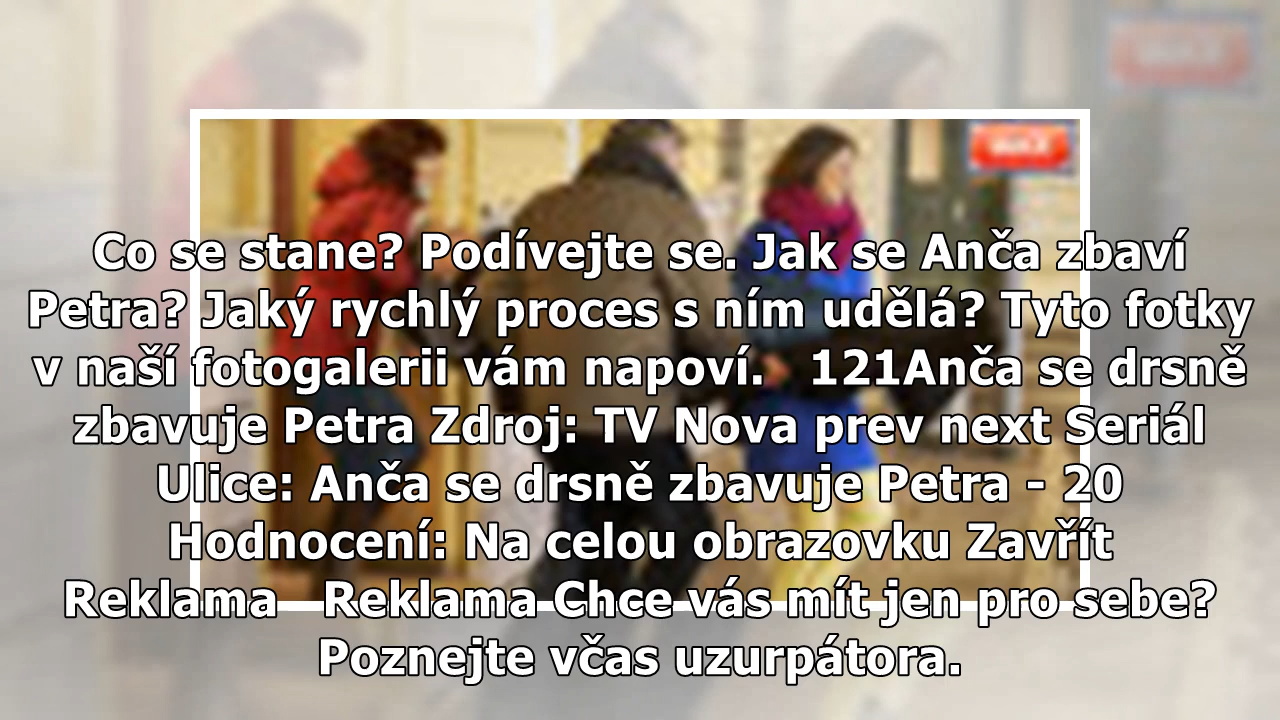 Co se stane? Podívejte se. Jak se Anča zbaví
Petra? Jaký rychlý proces s ním udělá? Tyto fotky
v naší fotogalerii vám napoví.   121Anča se drsně
zbavuje Petra Zdroj: TV Nova prev next Seriál
Ulice: Anča se drsně zbavuje Petra - 20
Hodnocení: Na celou obrazovku Zavřít
Reklama   Reklama Chce vás mít jen pro sebe?
Poznejte včas uzurpátora.